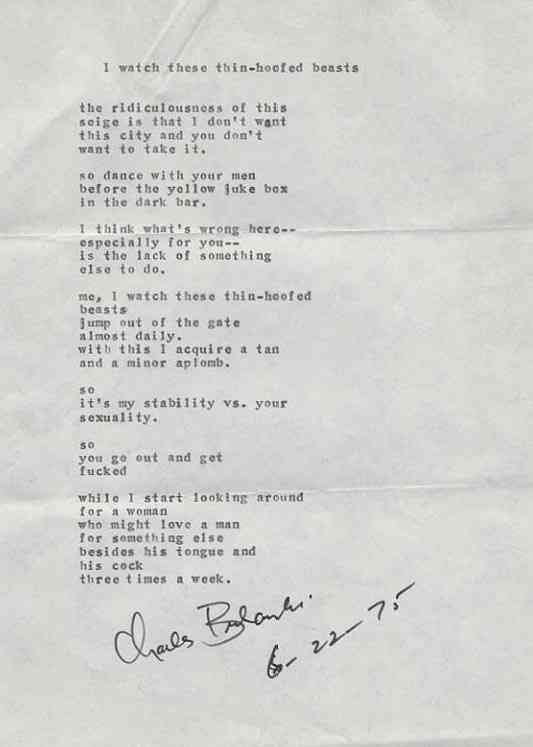 I watch these thin-hoofed beasts
the ridiculousness of this
seige is that I don't want
this city and you don't
want to take it.
so dance with your men
before the yellow juke box
in the dark bar.
I think what's wrong here--
especially for you--
is the lack of something
else to do.
me, I watch these thin-hoofed
beasts
jump out of the gate
almost daily.
with this I acquire a tan
and a minor aplomb.
so
it's my stability vs. your
sexuality.
so
you go out and get
fucked
while I start looking around
for a woman
who might love a man
for something else
besides his tongue and
his cock
three times a week.
Charles Bukowski.
6-22-75